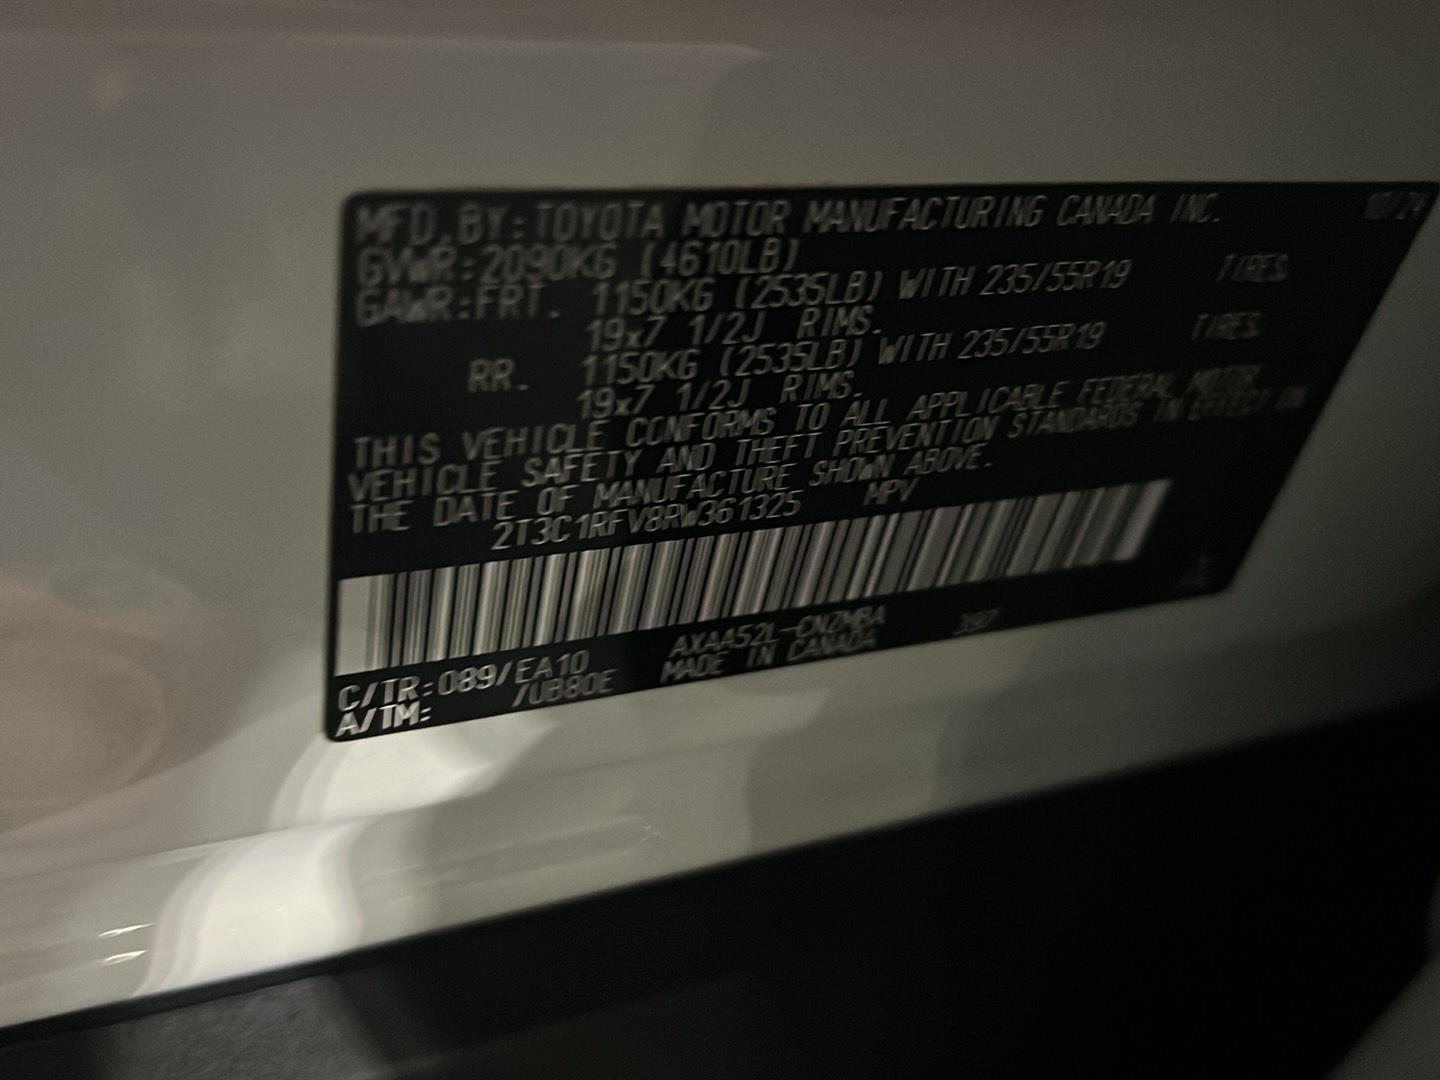 MFD. BY: TOYOTA MOTOR MANUFACTURING CANADA INC. 10/24
GVWR: 2090KG (4610LB)
GAWR: FRT. 1150KG (2535LB) WITH 235/55R19 TIRES
19x7 1/2J RIMS.
RR. 1150KG (2535LB) WITH 235/55R19 TIRES
19x7 1/2J RIMS.
THIS VEHICLE CONFORMS TO ALL APPLICABLE FEDERAL MOTOR
VEHICLE SAFETY AND THEFT PREVENTION STANDARDS IN EFFECT ON
THE DATE OF MANUFACTURE SHOWN ABOVE.
2T3C1RFV8RW361325 MPV
C/TR: 089/EA10 AXAA52L-CNZMBA 397
A/TM: /UB80E MADE IN CANADA